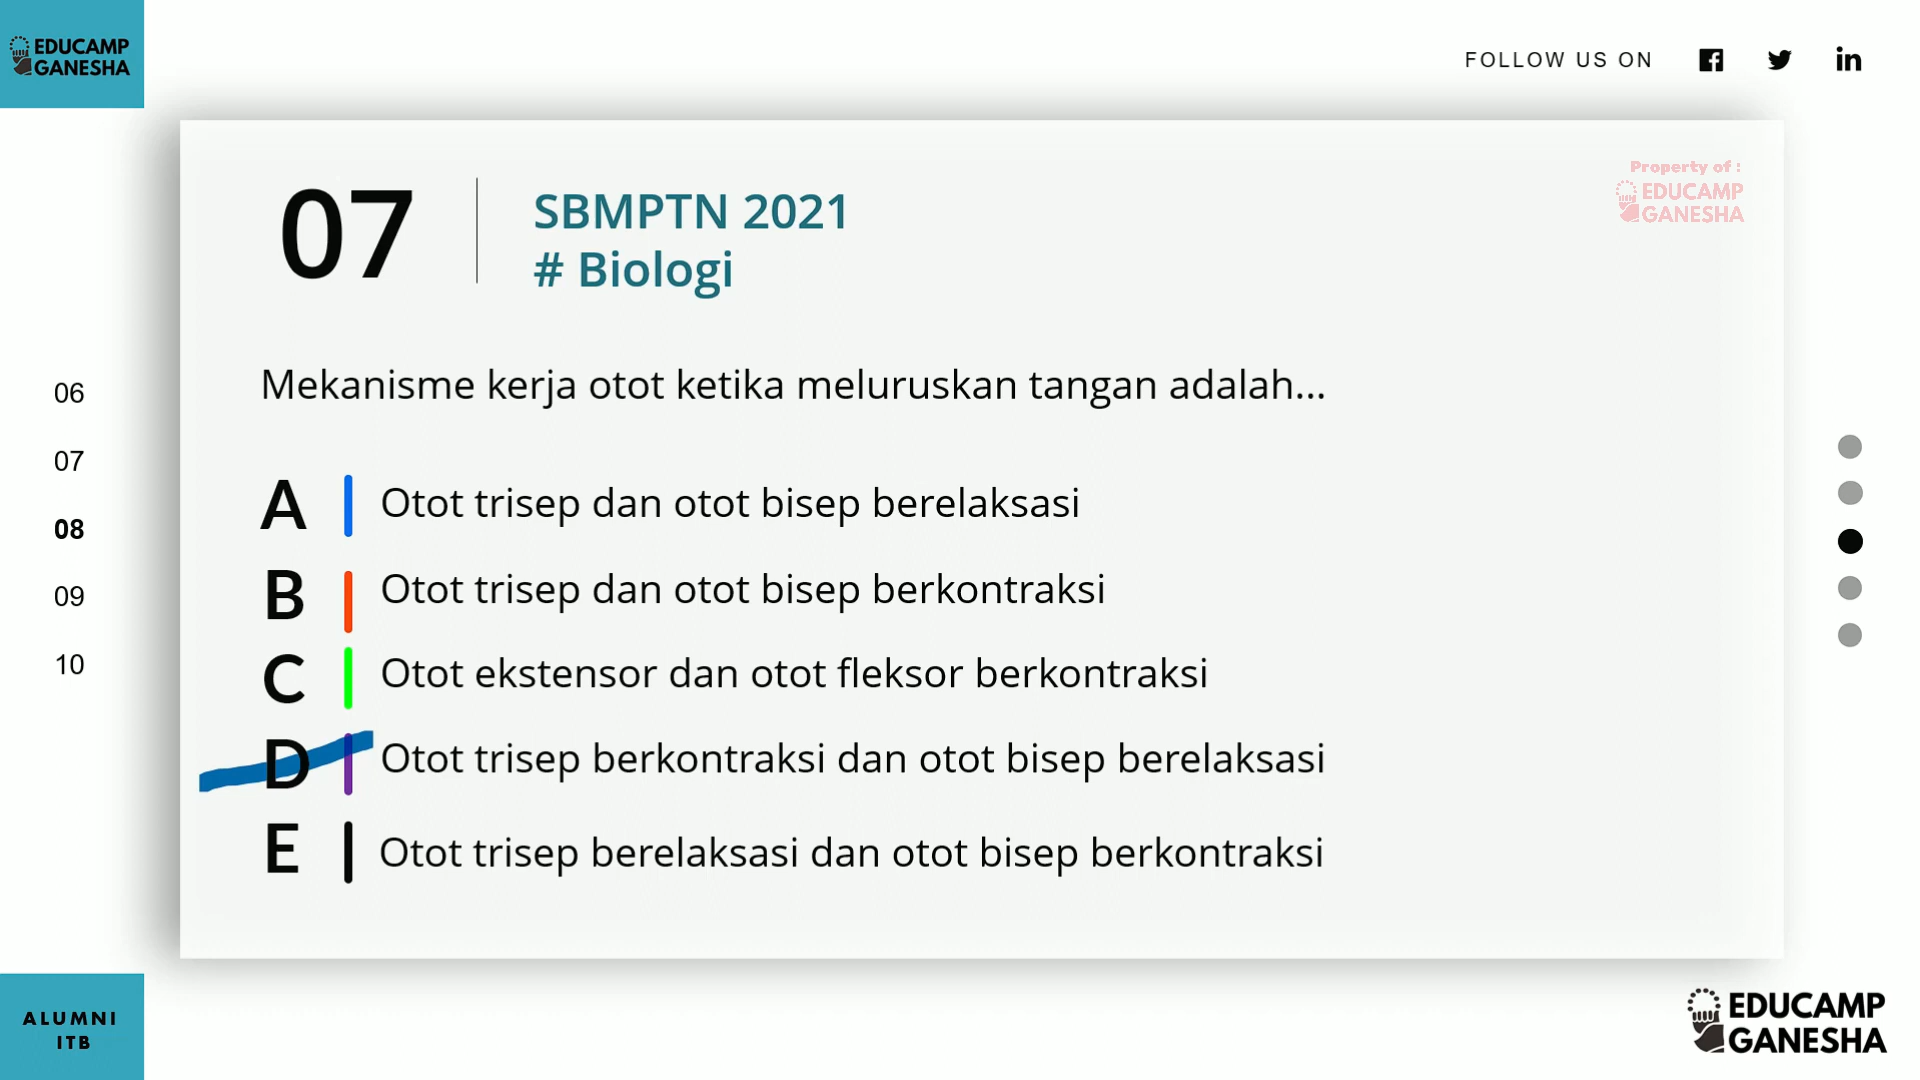 EDUCAMP
GANESHA
FOLLOW US ON
Property of :
EDUCAMP
GANESHA
07
SBMPTN 2021
# Biologi
Mekanisme kerja otot ketika meluruskan tangan adalah...
A Otot trisep dan otot bisep berelaksasi
B Otot trisep dan otot bisep berkontraksi
C Otot ekstensor dan otot fleksor berkontraksi
D Otot trisep berkontraksi dan otot bisep berelaksasi
E Otot trisep berelaksasi dan otot bisep berkontraksi
06
07
08
09
10
ALUMNI
ITB
EDUCAMP
GANESHA